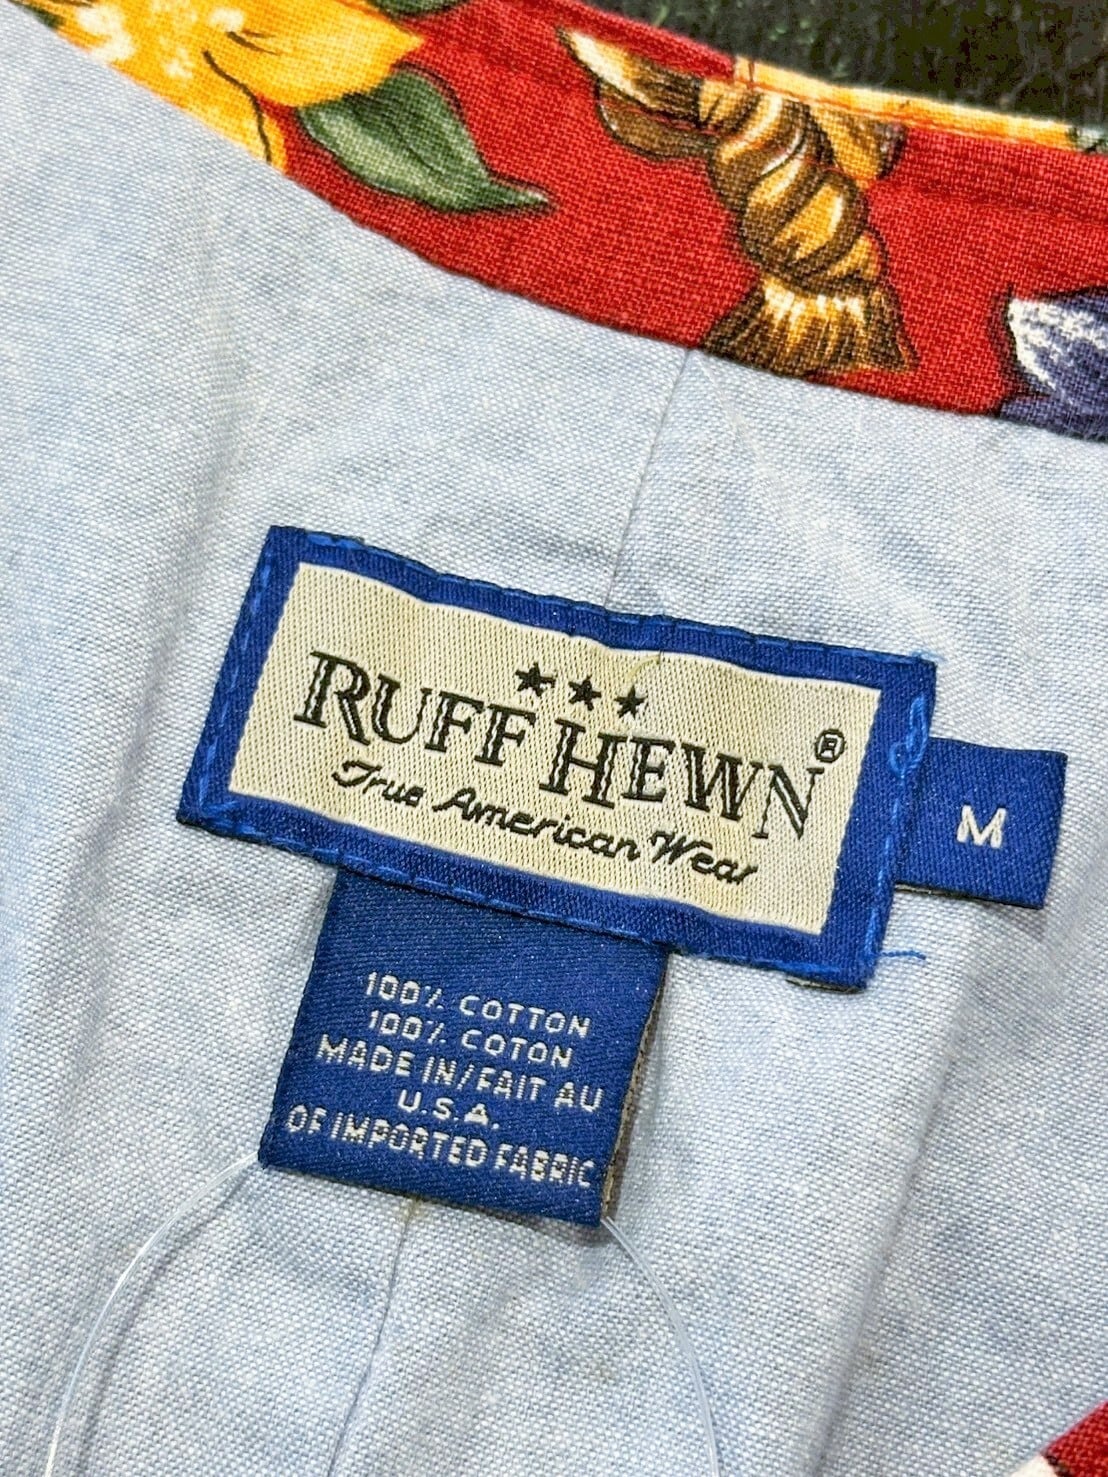 ★★★
RUFF HEWN®
True American Wear
M
100% COTTON
100% COTON
MADE IN/FAIT AU
U.S.A.
OF IMPORTED FABRIC